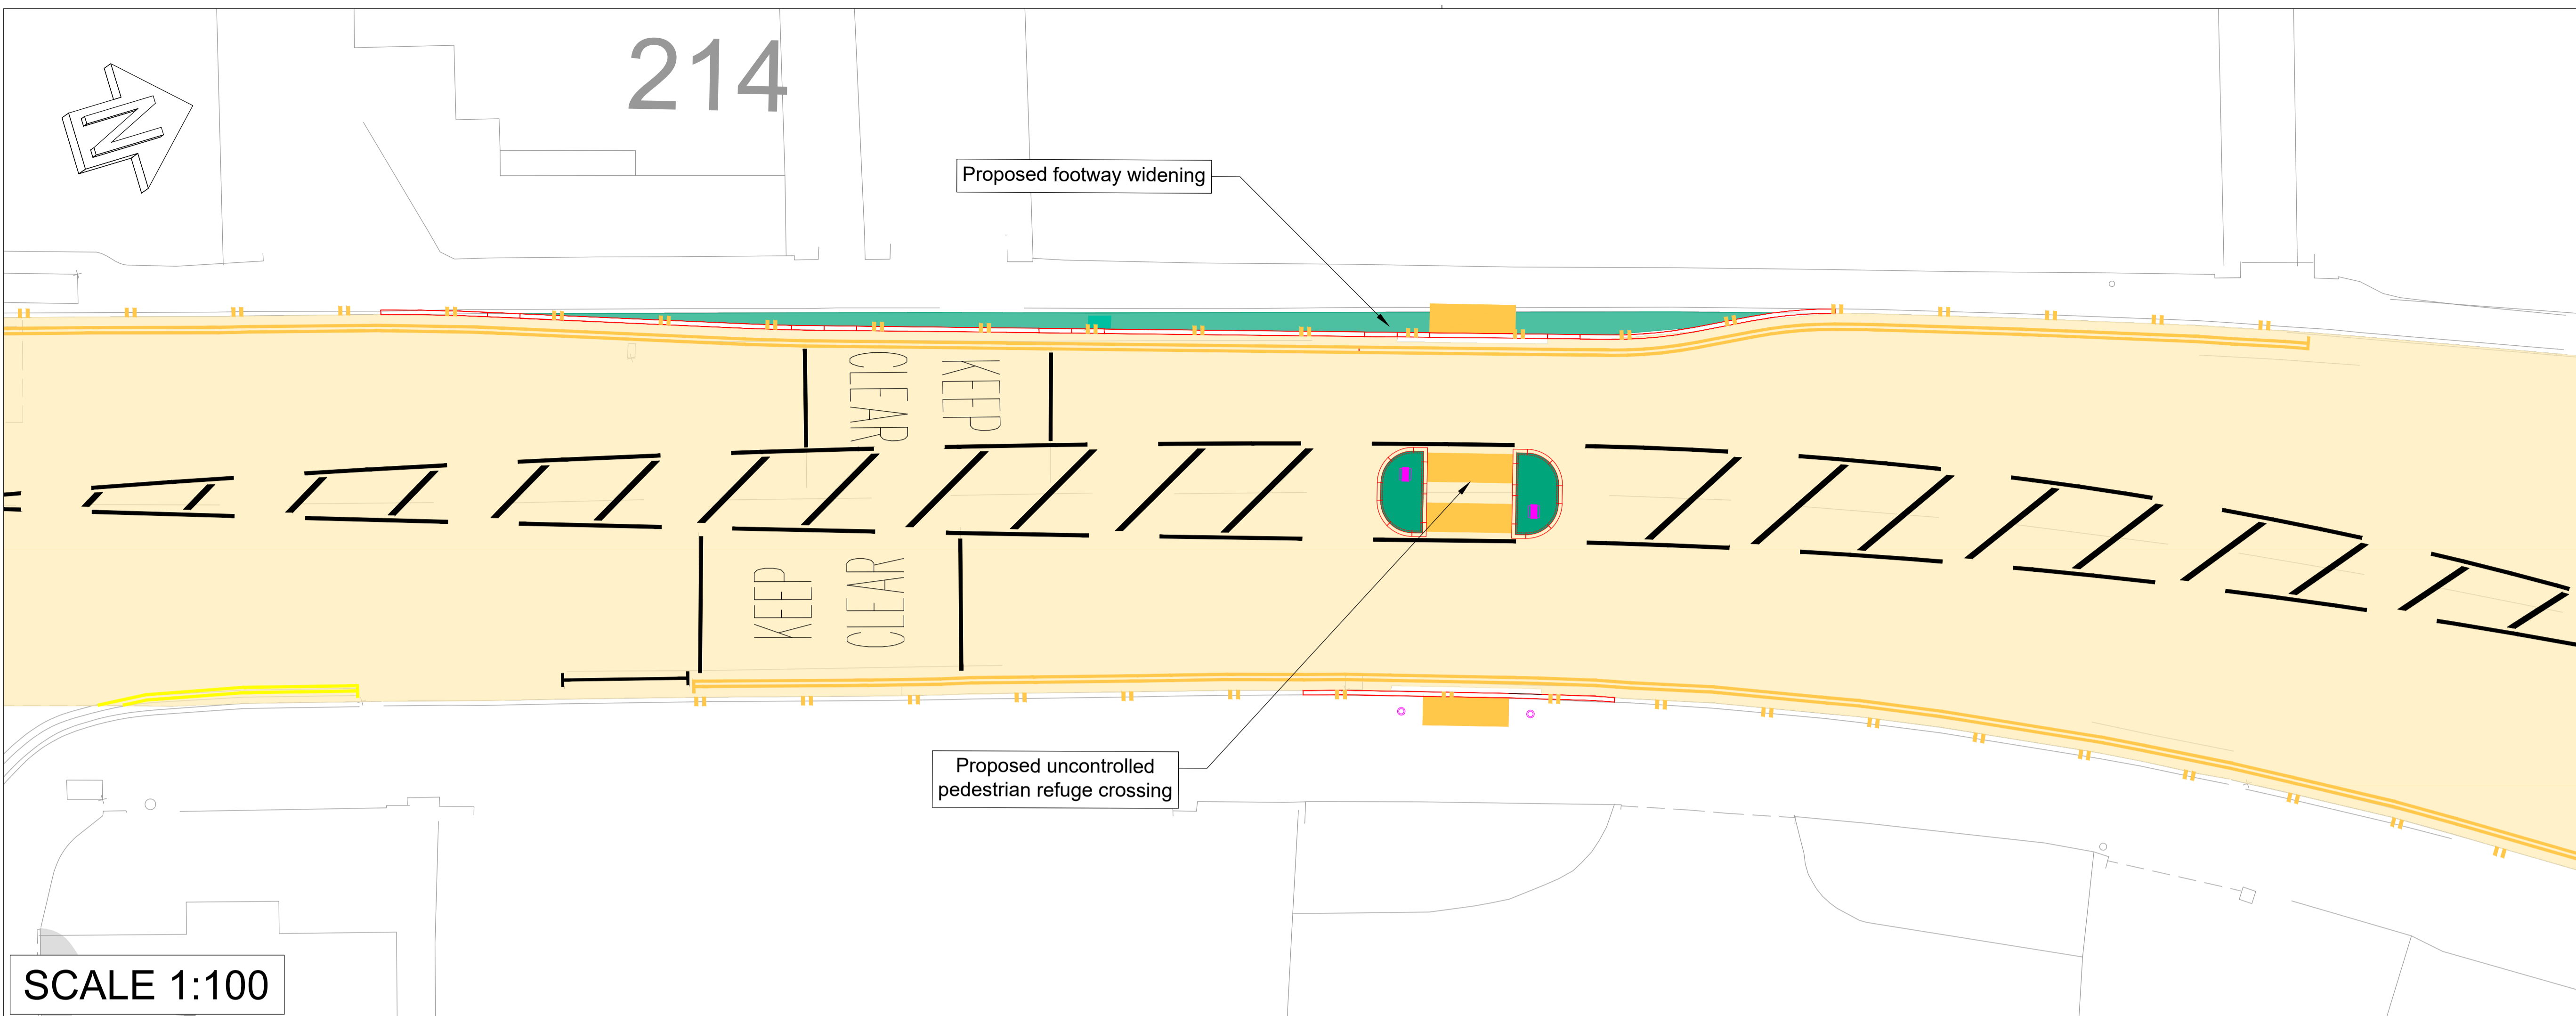 214
N
Proposed footway widening
CLEAR
KEEP
KEEP
CLEAR
Proposed uncontrolled
pedestrian refuge crossing
SCALE 1:100